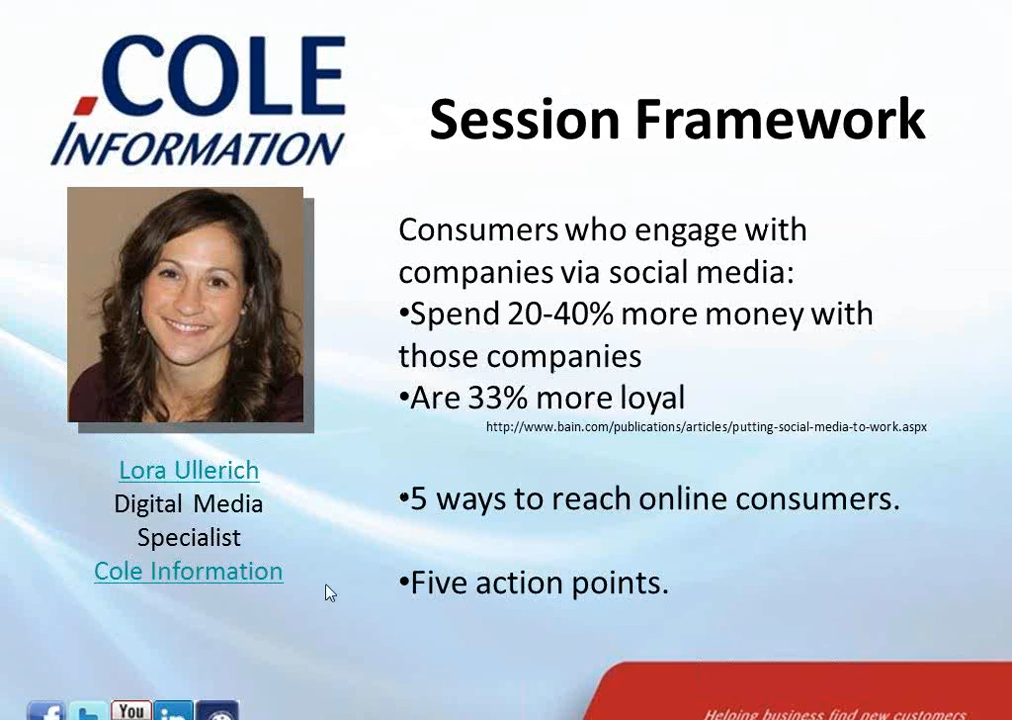 .COLE
INFORMATION
Session Framework
Consumers who engage with
companies via social media:
•Spend 20-40% more money with
those companies
•Are 33% more loyal
http://www.bain.com/publications/articles/putting-social-media-to-work.aspx
Lora Ullerich
Digital Media
Specialist
Cole Information
•5 ways to reach online consumers.
•Five action points.
You
in
Helping business find new customers